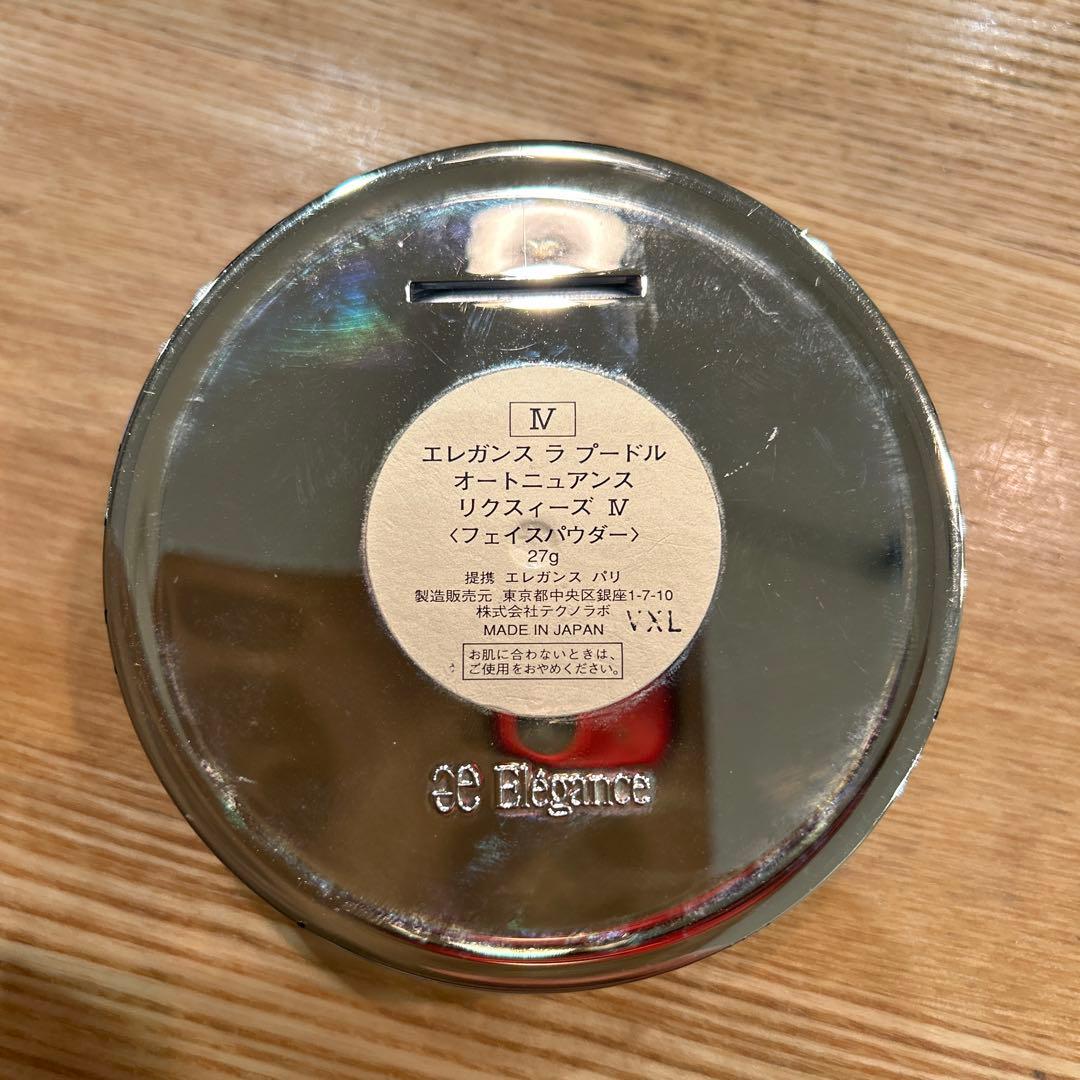 Ⅳ
エレガンス ラ プードル
オートニュアンス
リクスィーズ Ⅳ
〈フェイスパウダー〉
27g
提携 エレガンス パリ
製造販売元 東京都中央区銀座1-7-10
株式会社テクノラボ
MADE IN JAPAN VXL
お肌に合わないときは、
ご使用をおやめください。
æ Elégance